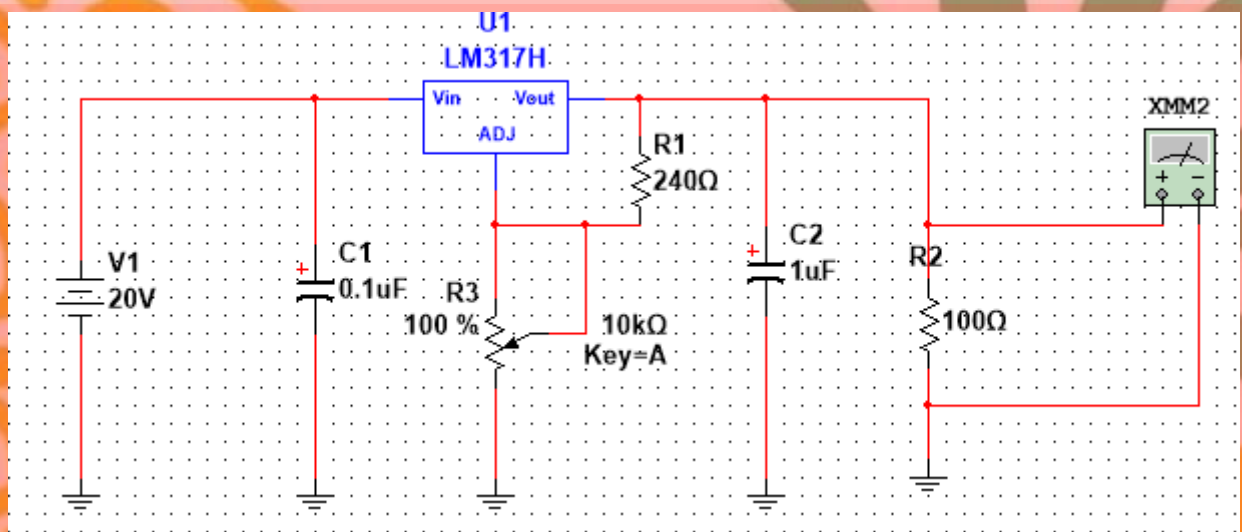 U1
LM317H
Vin
Vout
ADJ
XMM2
+
−
R1
240Ω
V1
20V
+
C1
0.1uF
R3
100 %
10kΩ
Key=A
+
C2
1uF
R2
100Ω